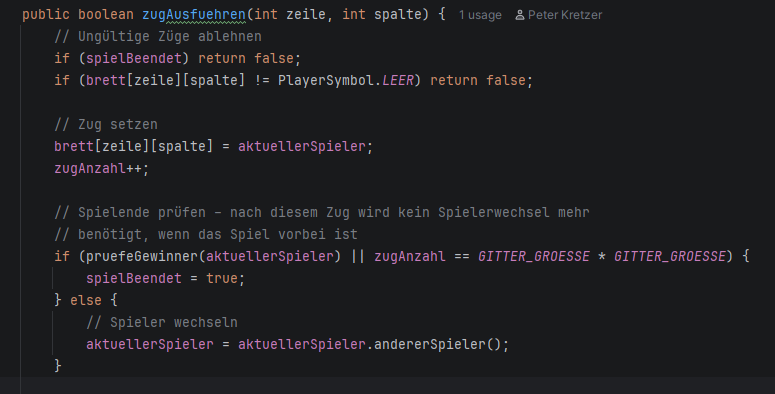 public boolean zugAusfuehren(int zeile, int spalte) { 1 usage Peter Kretzer
// Ungültige Züge ablehnen
if (spielBeendet) return false;
if (brett[zeile][spalte] != PlayerSymbol.LEER) return false;
// Zug setzen
brett[zeile][spalte] = aktuellerSpieler;
zugAnzahl++;
// Spielende prüfen – nach diesem Zug wird kein Spielerwechsel mehr
// benötigt, wenn das Spiel vorbei ist
if (pruefeGewinner(aktuellerSpieler) || zugAnzahl == GITTER_GROESSE * GITTER_GROESSE) {
spielBeendet = true;
} else {
// Spieler wechseln
aktuellerSpieler = aktuellerSpieler.andererSpieler();
}